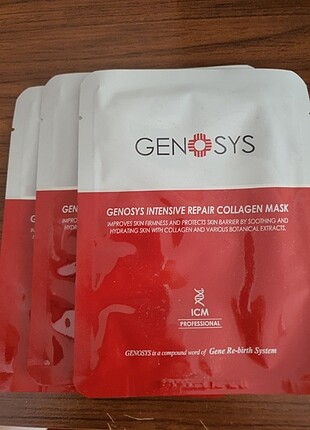 GENOSYS
GENOSYS INTENSIVE REPAIR COLLAGEN MASK
IMPROVES SKIN FIRMNESS AND PROTECTS SKIN BARRIER BY SOOTHING AND
HYDRATING SKIN WITH COLLAGEN AND VARIOUS BOTANICAL EXTRACTS.
ICM
PROFESSIONAL
GENOSYS is a compound word of Gene Re-birth System